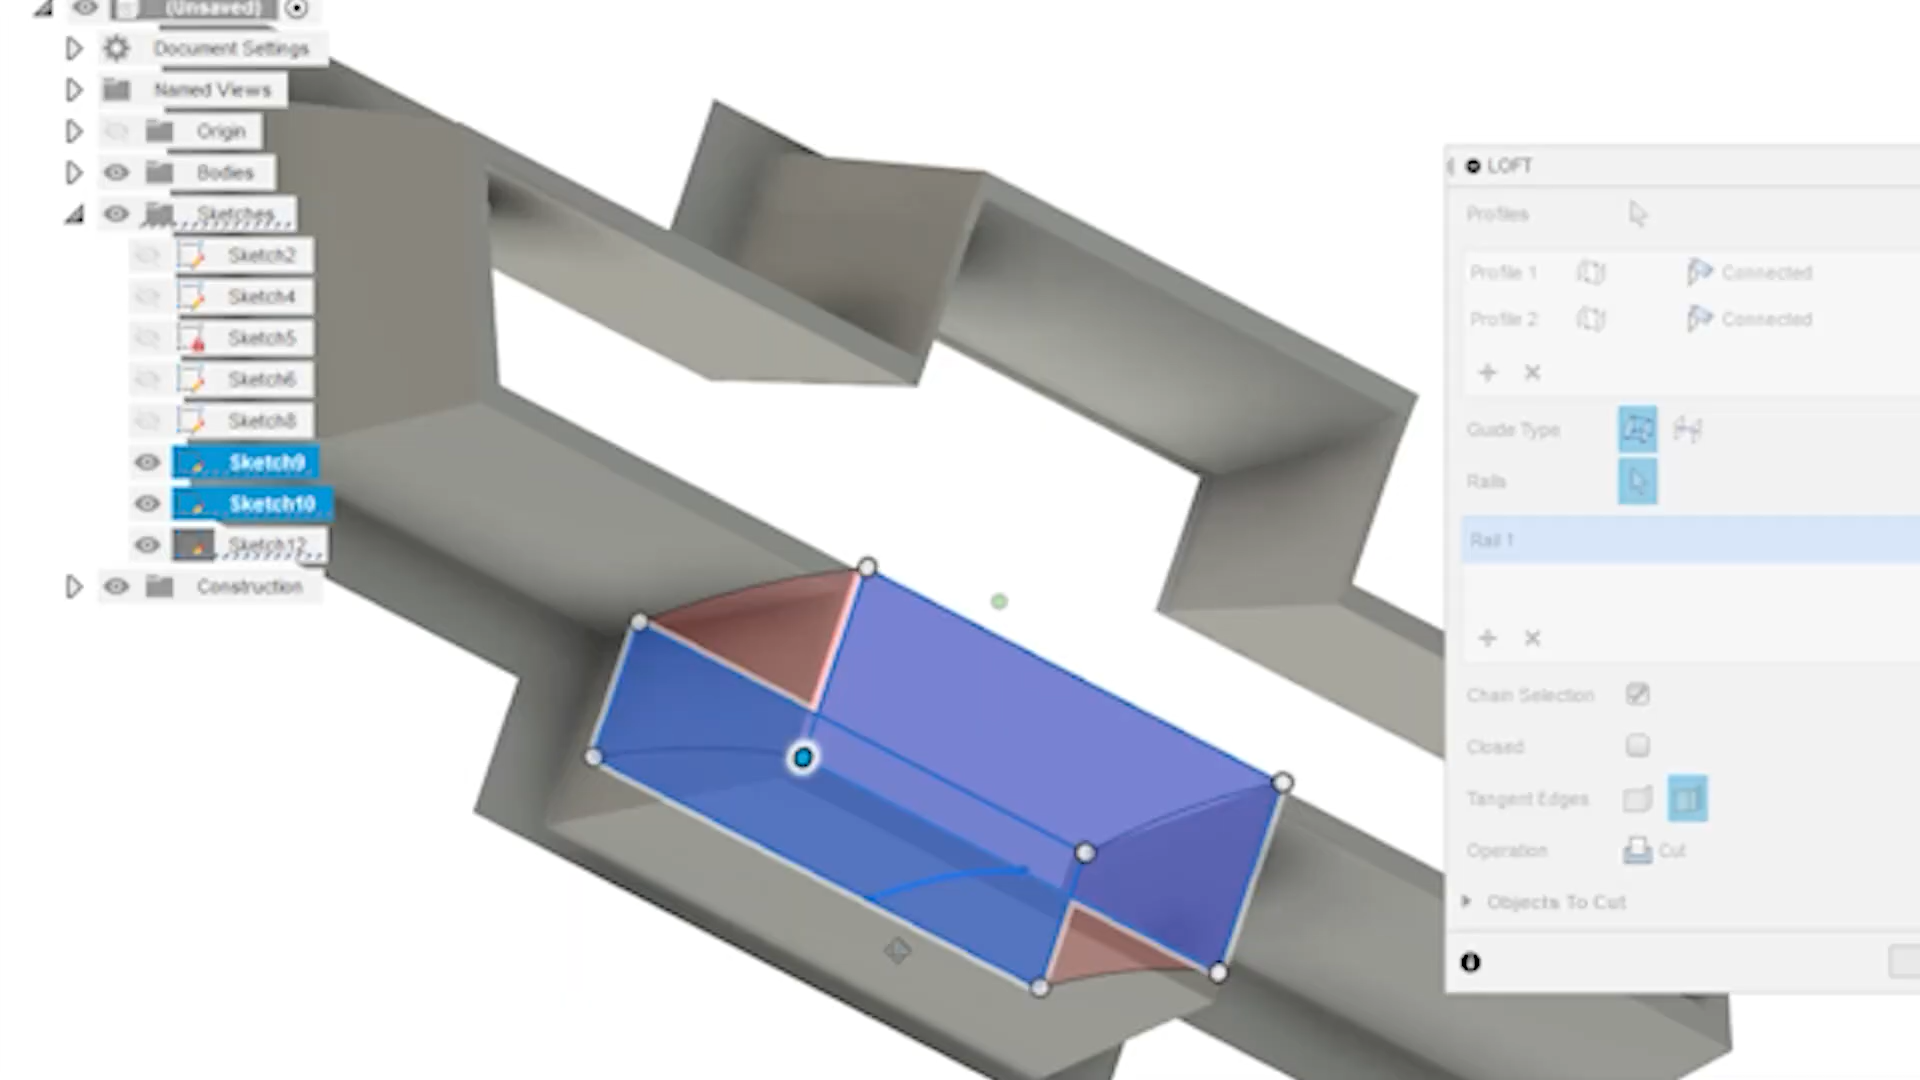 (Unsaved)
Document Settings
Named Views
Origin
Bodies
Sketches
Sketch2
Sketch4
Sketch5
Sketch6
Sketch8
Sketch9
Sketch10
Sketch12
Construction
LOFT
Profiles
Profile 1 Connected
Profile 2 Connected
Guide Type
Rails
Rail 1
Chain Selection
Closed
Tangent Edges
Operation Cut
Objects To Cut